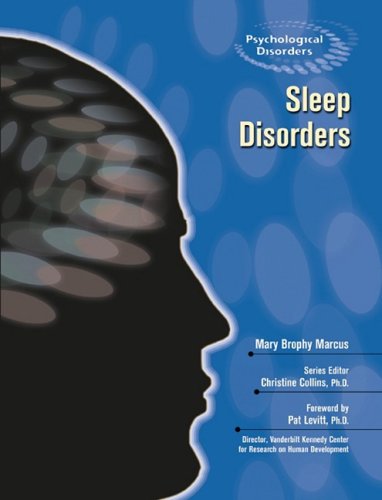 Psychological
Disorders
Sleep
Disorders
Mary Brophy Marcus
Series Editor
Christine Collins, Ph.D.
Foreword by
Pat Levitt, Ph.D.
Director, Vanderbilt Kennedy Center
for Research on Human Development